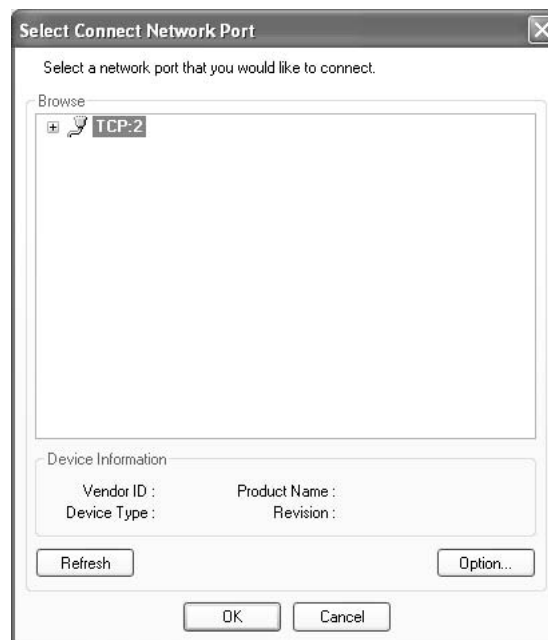 Select Connect Network Port
Select a network port that you would like to connect.
Browse
TCP:2
Device Information
Vendor ID : Product Name :
Device Type : Revision :
Refresh Option...
OK Cancel